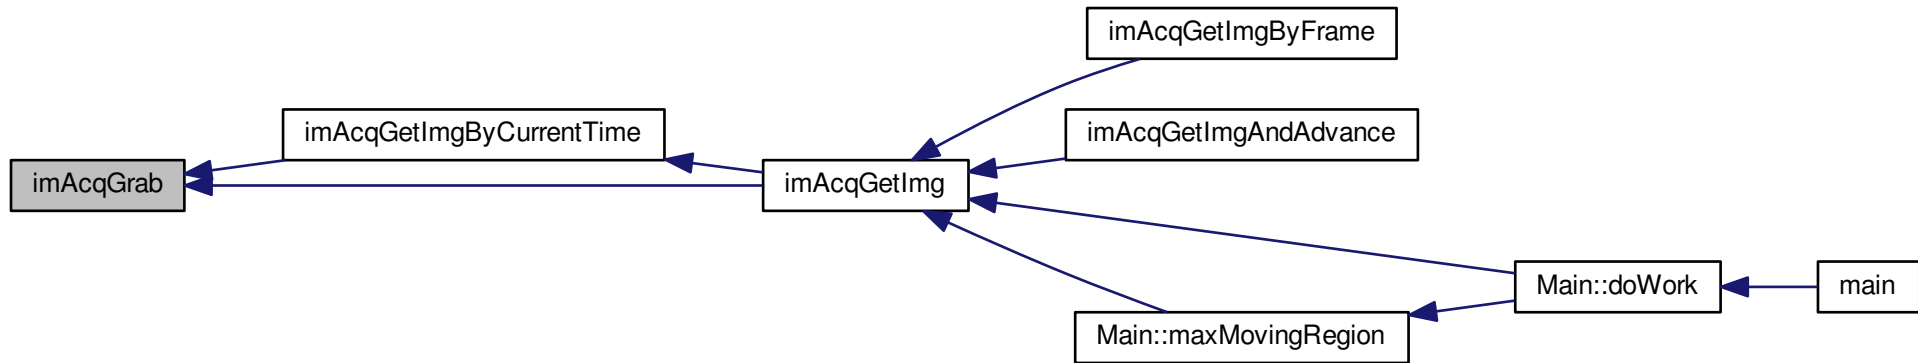 imAcqGetImgByFrame
imAcqGetImgByCurrentTime
imAcqGetImgAndAdvance
imAcqGrab
imAcqGetImg
Main::doWork
main
Main::maxMovingRegion